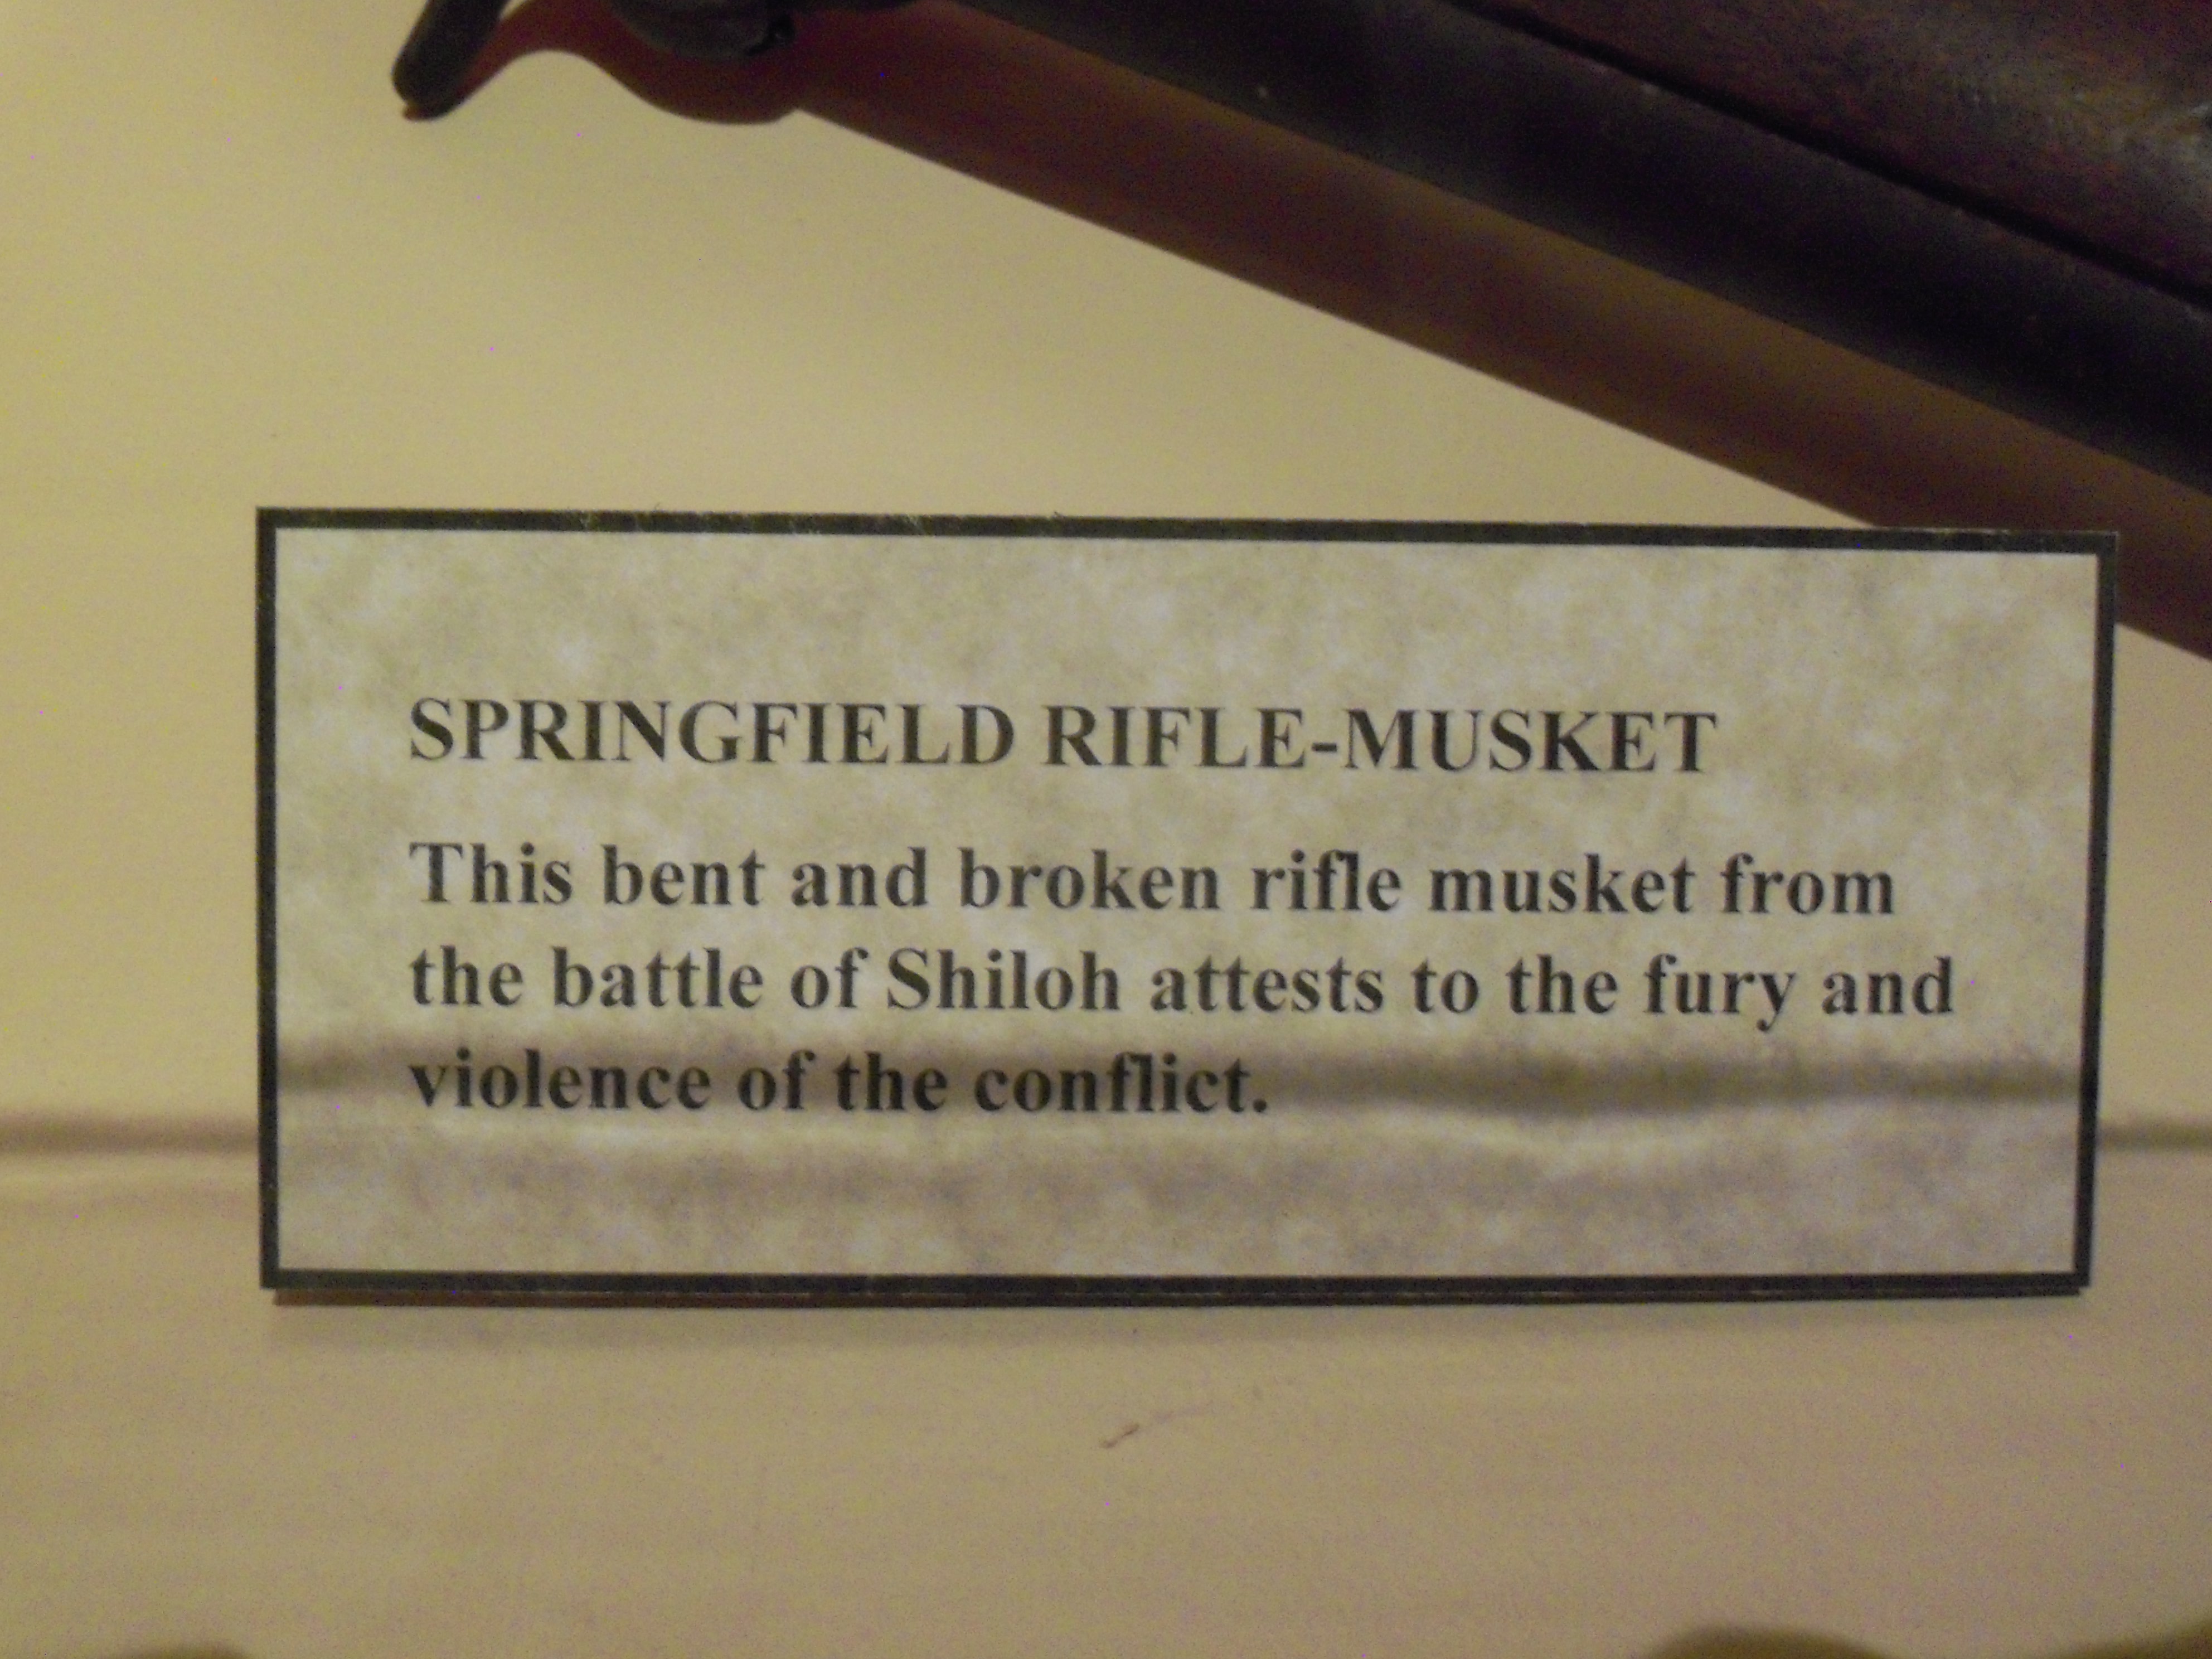 SPRINGFIELD RIFLE-MUSKET
This bent and broken rifle musket from
the battle of Shiloh attests to the fury and
violence of the conflict.